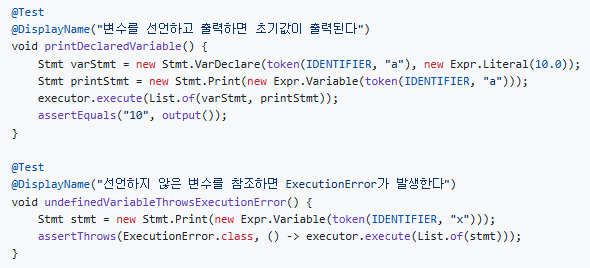 @Test
@DisplayName("변수를 선언하고 출력하면 초기값이 출력된다")
void printDeclaredVariable() {
    Stmt varStmt = new Stmt.VarDeclare(token(IDENTIFIER, "a"), new Expr.Literal(10.0));
    Stmt printStmt = new Stmt.Print(new Expr.Variable(token(IDENTIFIER, "a")));
    executor.execute(List.of(varStmt, printStmt));
    assertEquals("10", output());
}

@Test
@DisplayName("선언하지 않은 변수를 참조하면 ExecutionError가 발생한다")
void undefinedVariableThrowsExecutionError() {
    Stmt stmt = new Stmt.Print(new Expr.Variable(token(IDENTIFIER, "x")));
    assertThrows(ExecutionError.class, () -> executor.execute(List.of(stmt)));
}